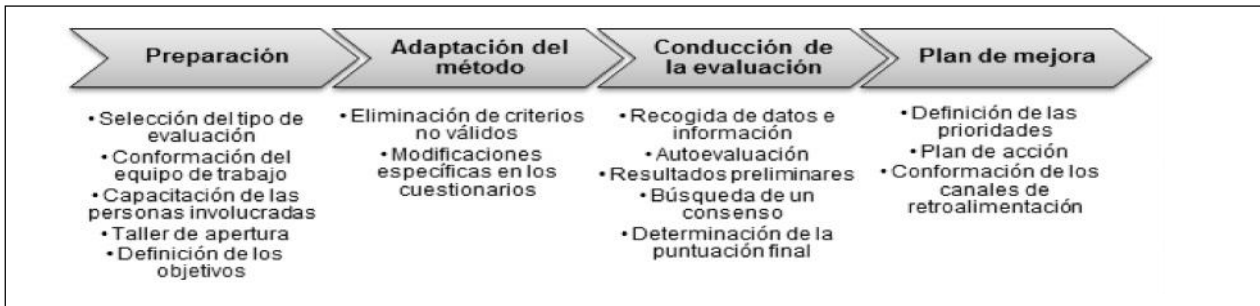 Preparación
Adaptación del
método
Conducción de
la evaluación
Plan de mejora
• Selección del tipo de
evaluación
• Conformación del
equipo de trabajo
• Capacitación de las
personas involucradas
• Taller de apertura
• Definición de los
objetivos
• Eliminación de criterios
no válidos
• Modificaciones
específicas en los
cuestionarios
• Recogida de datos e
información
• Autoevaluación
• Resultados preliminares
• Búsqueda de un
consenso
• Determinación de la
puntuación final
• Definición de las
prioridades
• Plan de acción
• Conformación de los
canales de
retroalimentación